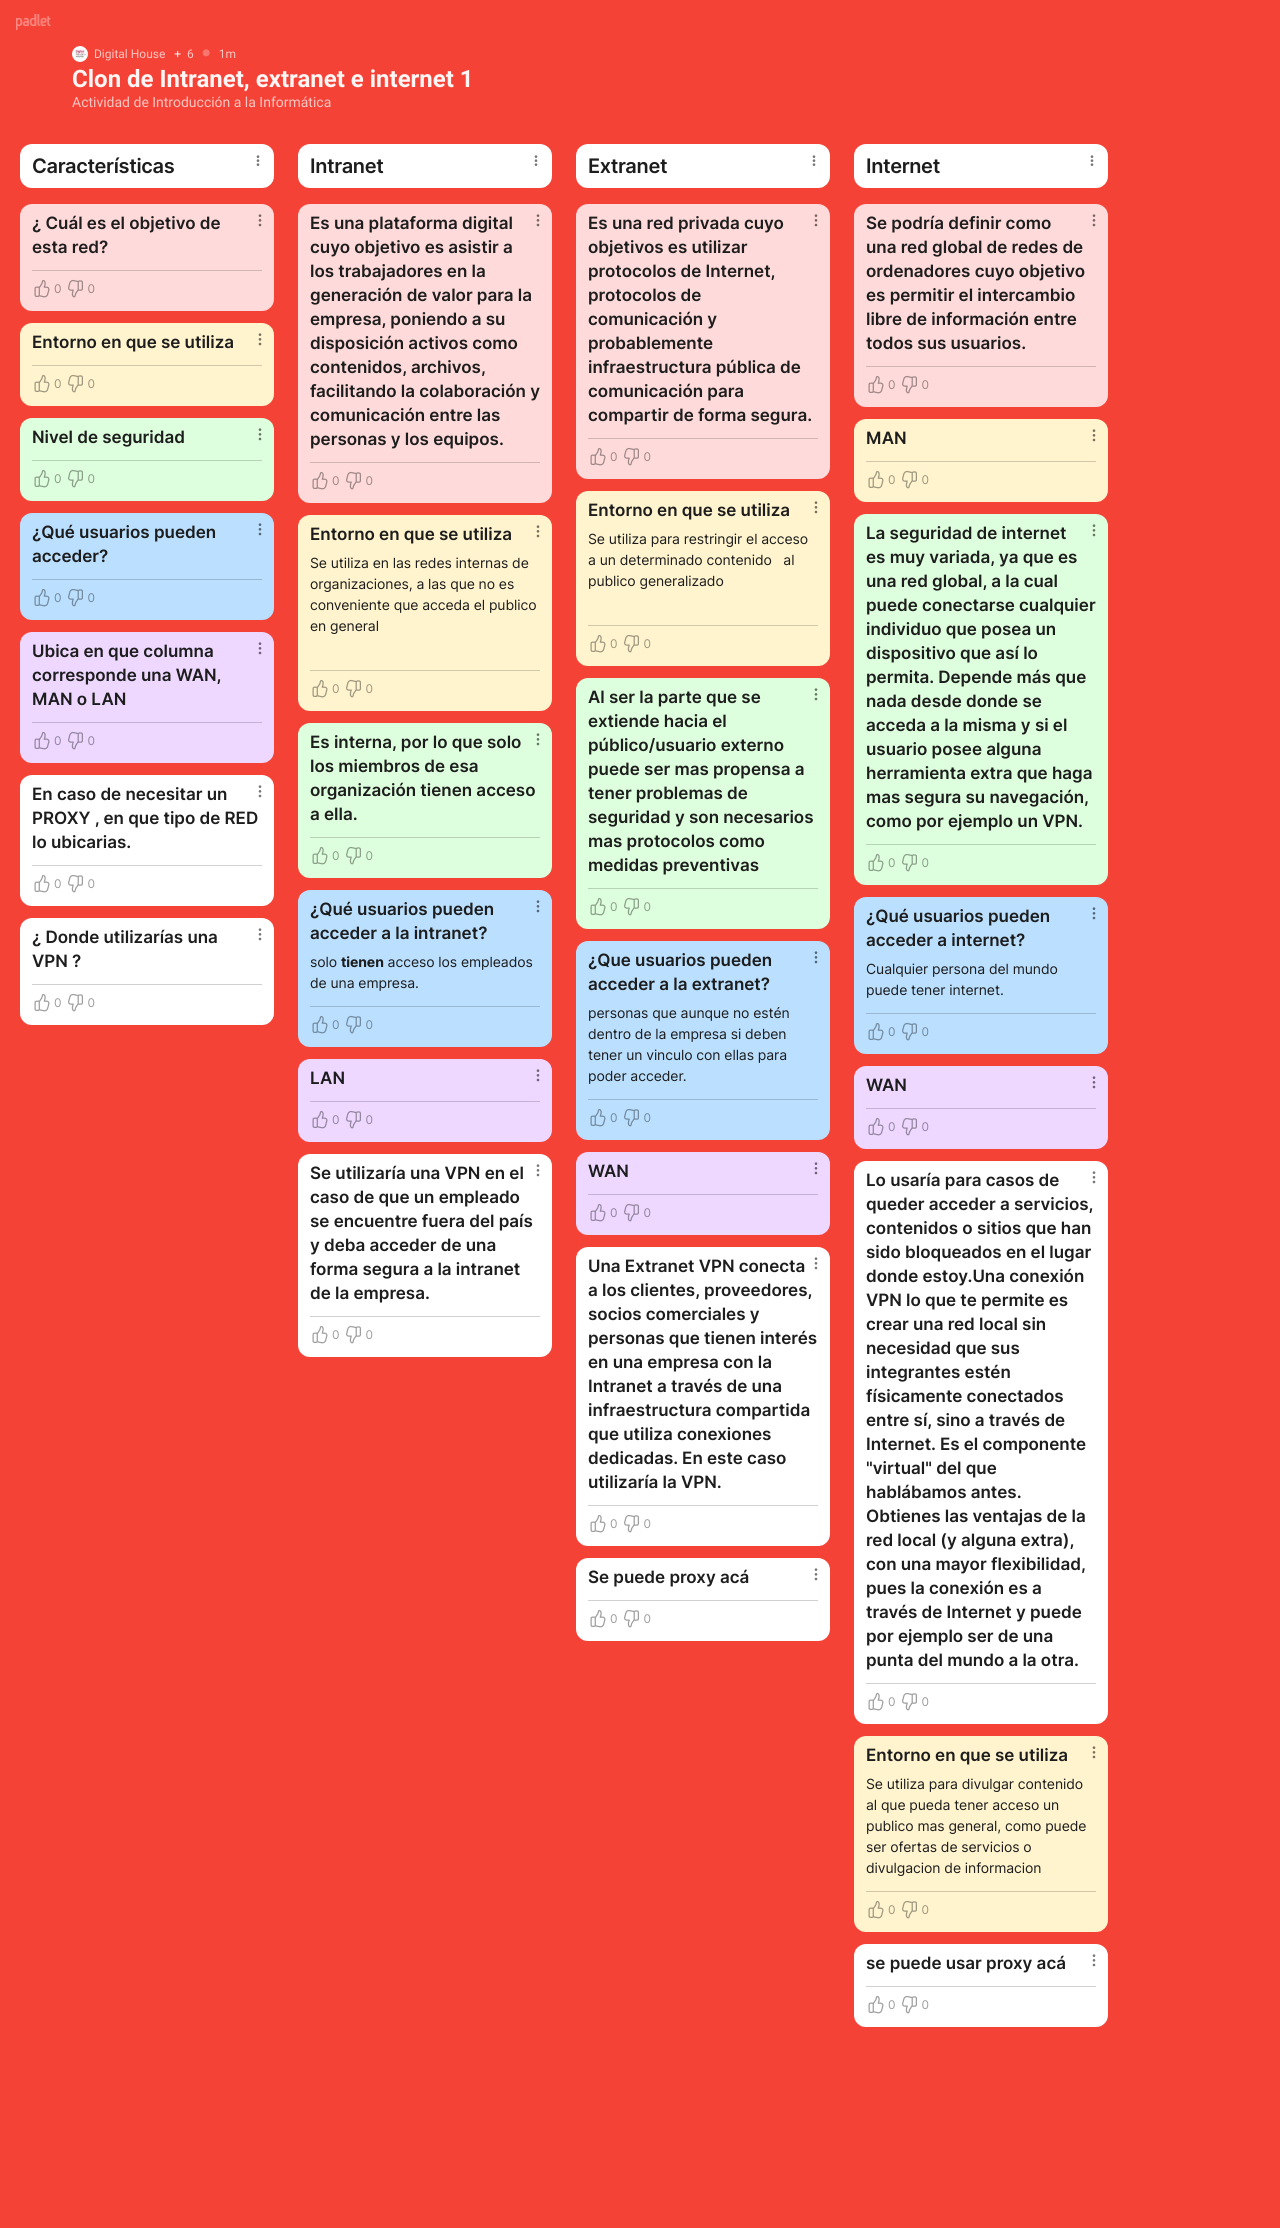 padlet
Digital House + 6 1m
Clon de Intranet, extranet e internet 1
Actividad de Introducción a la Informática
Características
¿ Cuál es el objetivo de
esta red?
0 0
Entorno en que se utiliza
0 0
Nivel de seguridad
0 0
¿Qué usuarios pueden
acceder?
0 0
Ubica en que columna
corresponde una WAN,
MAN o LAN
0 0
En caso de necesitar un
PROXY , en que tipo de RED
lo ubicarias.
0 0
¿ Donde utilizarías una
VPN ?
0 0
Intranet
Es una plataforma digital
cuyo objetivo es asistir a
los trabajadores en la
generación de valor para la
empresa, poniendo a su
disposición activos como
contenidos, archivos,
facilitando la colaboración y
comunicación entre las
personas y los equipos.
0 0
Entorno en que se utiliza
Se utiliza en las redes internas de
organizaciones, a las que no es
conveniente que acceda el publico
en general
0 0
Es interna, por lo que solo
los miembros de esa
organización tienen acceso
a ella.
0 0
¿Qué usuarios pueden
acceder a la intranet?
solo tienen acceso los empleados
de una empresa.
0 0
LAN
0 0
Se utilizaría una VPN en el
caso de que un empleado
se encuentre fuera del país
y deba acceder de una
forma segura a la intranet
de la empresa.
0 0
Extranet
Es una red privada cuyo
objetivos es utilizar
protocolos de Internet,
protocolos de
comunicación y
probablemente
infraestructura pública de
comunicación para
compartir de forma segura.
0 0
Entorno en que se utiliza
Se utiliza para restringir el acceso
a un determinado contenido al
publico generalizado
0 0
Al ser la parte que se
extiende hacia el
público/usuario externo
puede ser mas propensa a
tener problemas de
seguridad y son necesarios
mas protocolos como
medidas preventivas
0 0
¿Que usuarios pueden
acceder a la extranet?
personas que aunque no estén
dentro de la empresa si deben
tener un vinculo con ellas para
poder acceder.
0 0
WAN
0 0
Una Extranet VPN conecta
a los clientes, proveedores,
socios comerciales y
personas que tienen interés
en una empresa con la
Intranet a través de una
infraestructura compartida
que utiliza conexiones
dedicadas. En este caso
utilizaría la VPN.
0 0
Se puede proxy acá
0 0
Internet
Se podría definir como
una red global de redes de
ordenadores cuyo objetivo
es permitir el intercambio
libre de información entre
todos sus usuarios.
0 0
MAN
0 0
La seguridad de internet
es muy variada, ya que es
una red global, a la cual
puede conectarse cualquier
individuo que posea un
dispositivo que así lo
permita. Depende más que
nada desde donde se
acceda a la misma y si el
usuario posee alguna
herramienta extra que haga
mas segura su navegación,
como por ejemplo un VPN.
0 0
¿Qué usuarios pueden
acceder a internet?
Cualquier persona del mundo
puede tener internet.
0 0
WAN
0 0
Lo usaría para casos de
queder acceder a servicios,
contenidos o sitios que han
sido bloqueados en el lugar
donde estoy.Una conexión
VPN lo que te permite es
crear una red local sin
necesidad que sus
integrantes estén
físicamente conectados
entre sí, sino a través de
Internet. Es el componente
"virtual" del que
hablábamos antes.
Obtienes las ventajas de la
red local (y alguna extra),
con una mayor flexibilidad,
pues la conexión es a
través de Internet y puede
por ejemplo ser de una
punta del mundo a la otra.
0 0
Entorno en que se utiliza
Se utiliza para divulgar contenido
al que pueda tener acceso un
publico mas general, como puede
ser ofertas de servicios o
divulgacion de informacion
0 0
se puede usar proxy acá
0 0